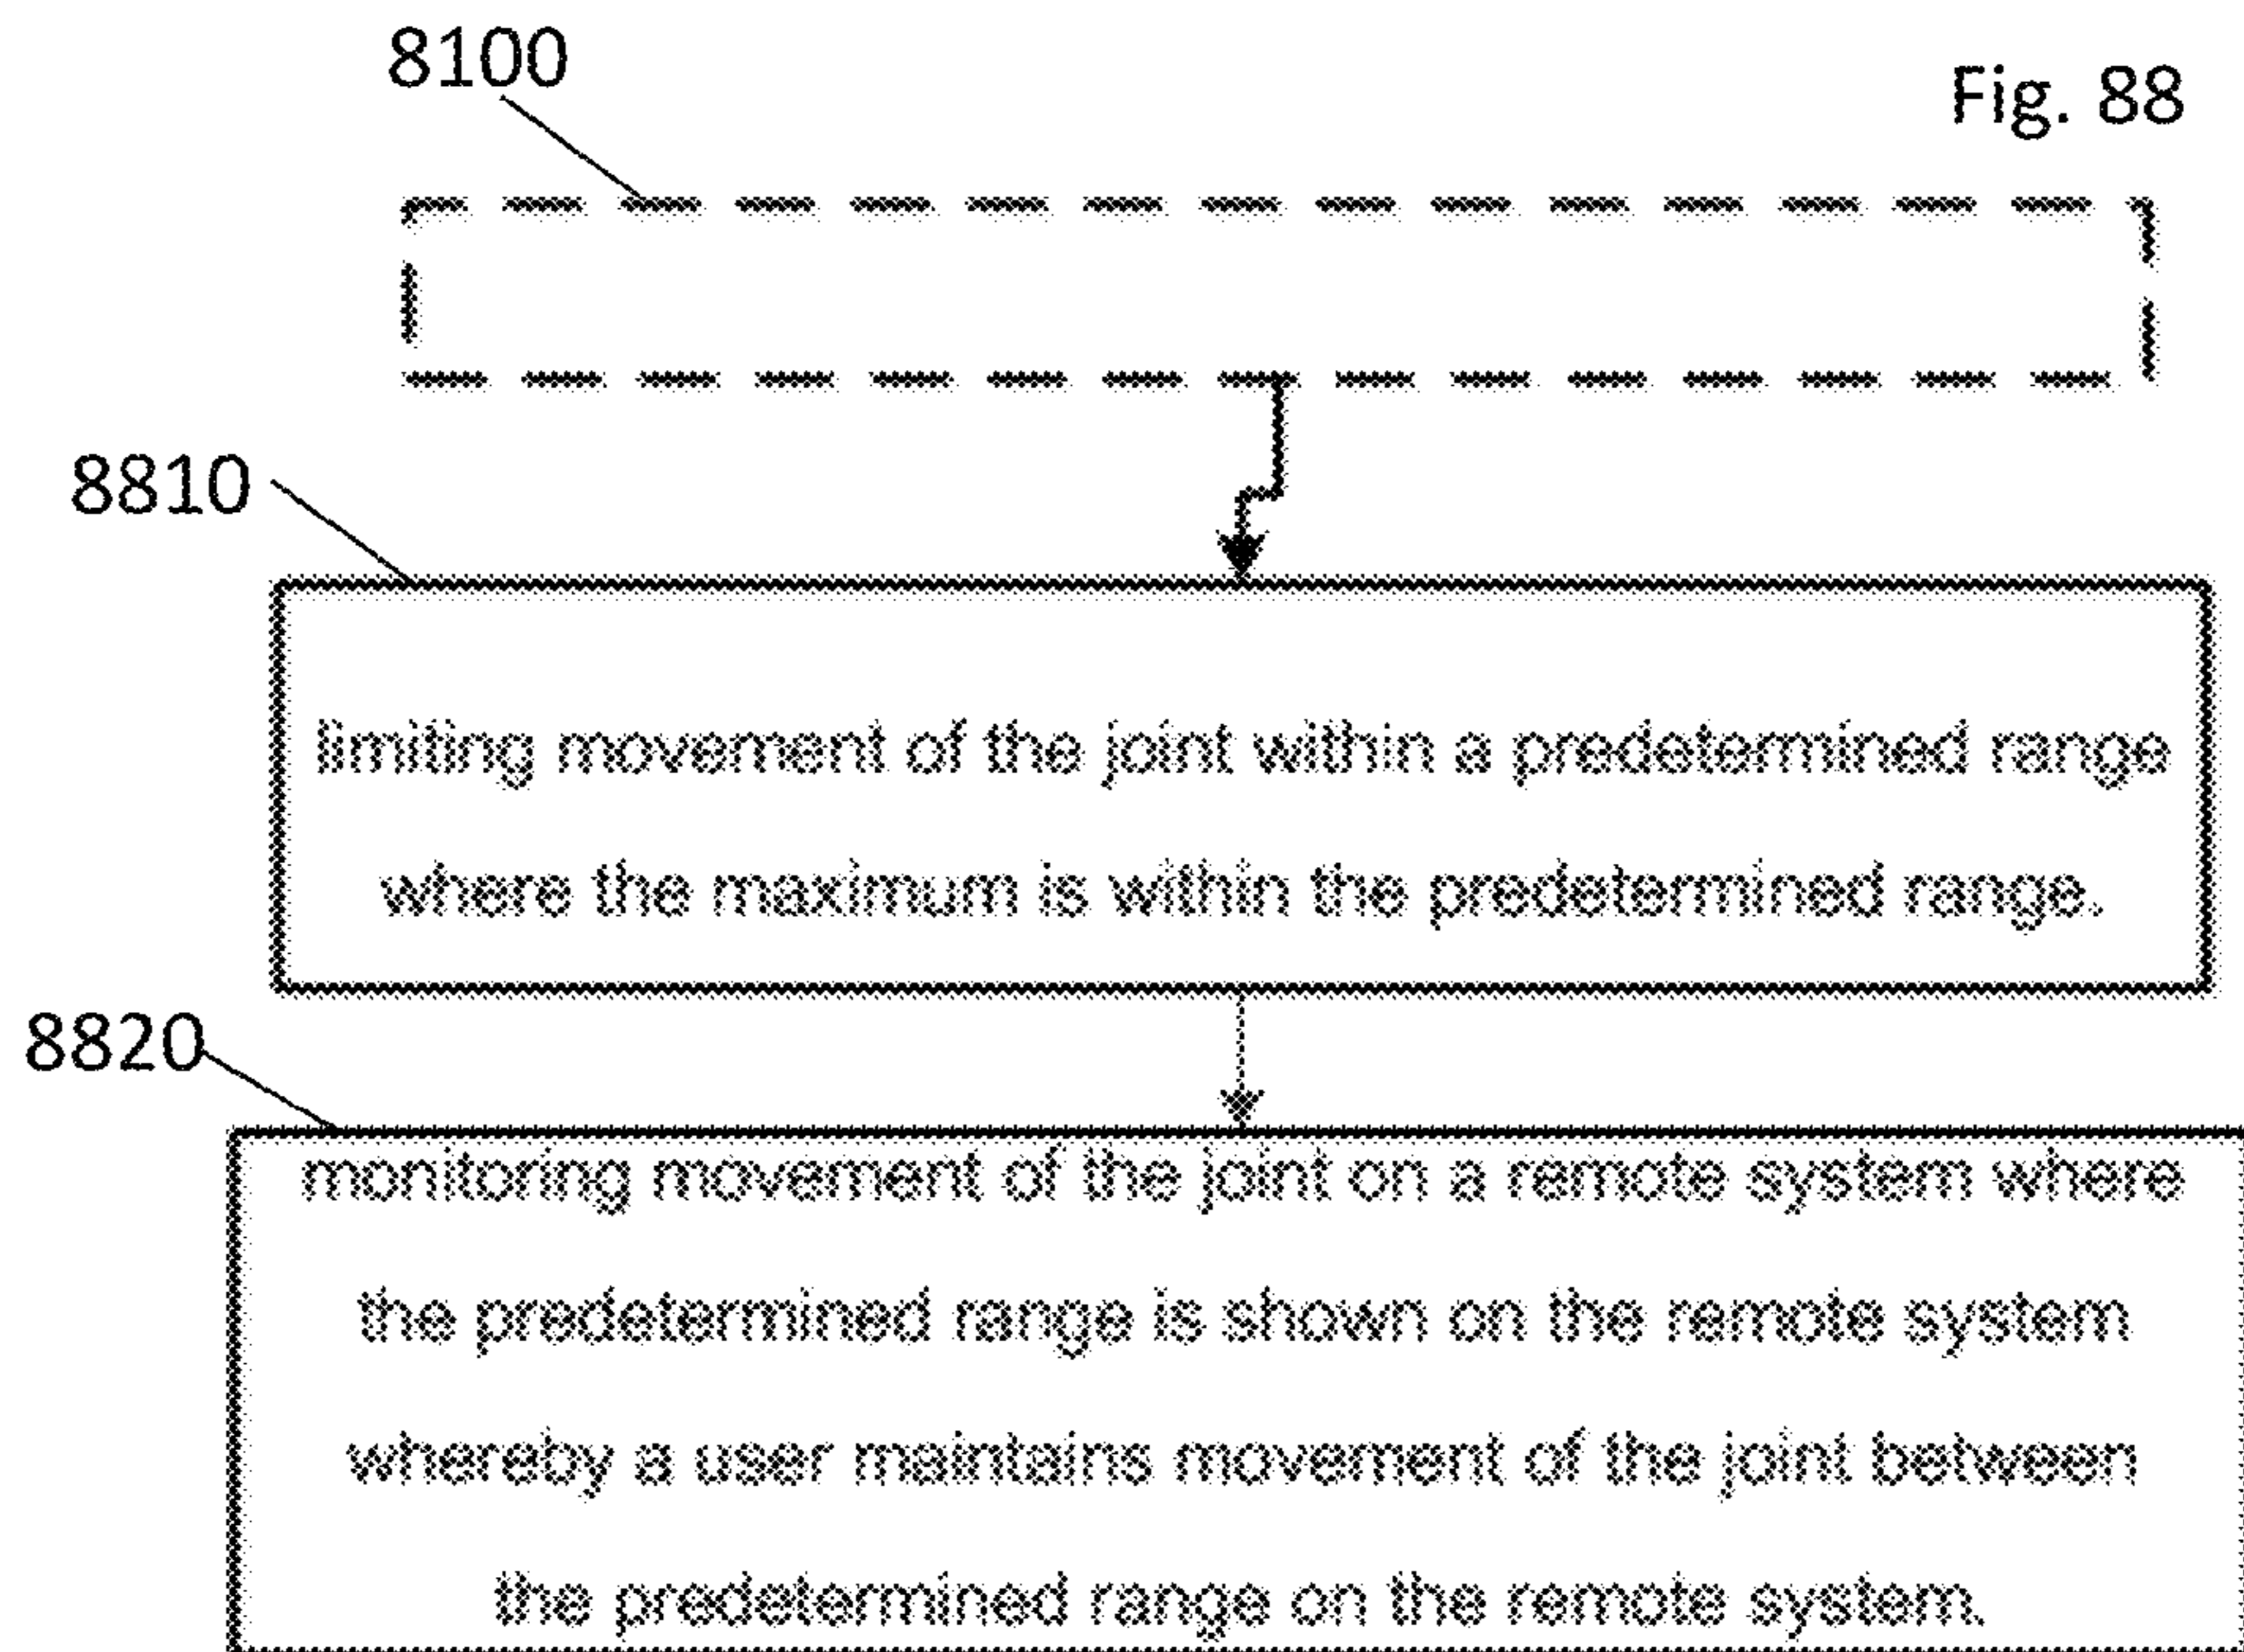 8100
Fig. 88
8810
limiting movement of the joint within a predetermined range
where the maximum is within the predetermined range.
8820
monitoring movement of the joint on a remote system where
the predetermined range is shown on the remote system
whereby a user maintains movement of the joint between
the predetermined range on the remote system.